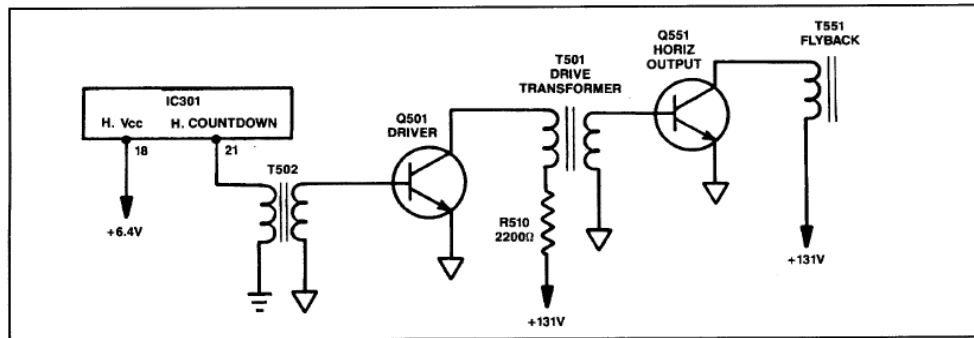 T551
FLYBACK
Q551
HORIZ
OUTPUT
T501
DRIVE
TRANSFORMER
IC301
H. Vcc H. COUNTDOWN
18
21
Q501
DRIVER
T502
R510
2200Ω
+6.4V
+131V
+131V